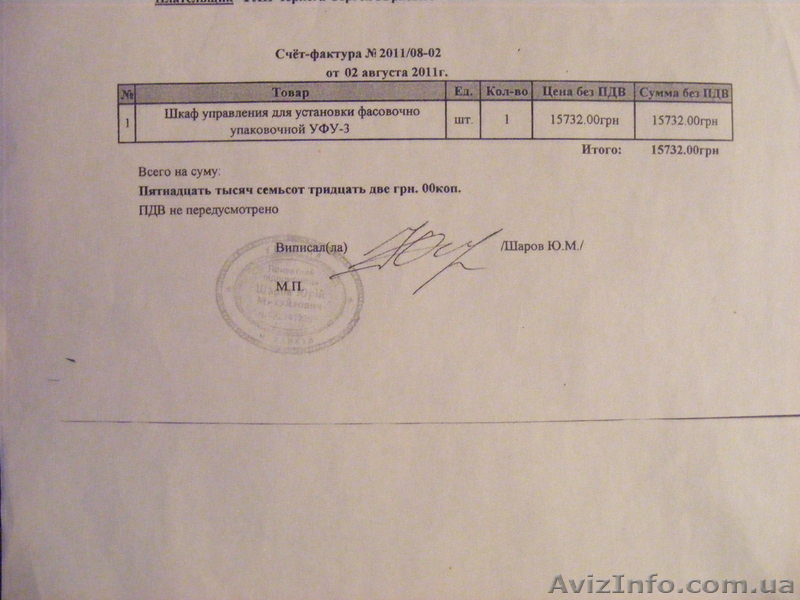 Плательщик
Счёт-фактура № 2011/08-02
от 02 августа 2011г.
№ Товар Ед. Кол-во Цена без ПДВ Сумма без ПДВ
1 Шкаф управления для установки фасовочно упаковочной УФУ-3 шт. 1 15732.00грн 15732.00грн
Итого: 15732.00грн
Всего на суму:
Пятнадцать тысяч семьсот тридцать две грн. 00коп.
ПДВ не передусмотрено
Виписал(ла) /Шаров Ю.М./
М.П.
AvizInfo.com.ua